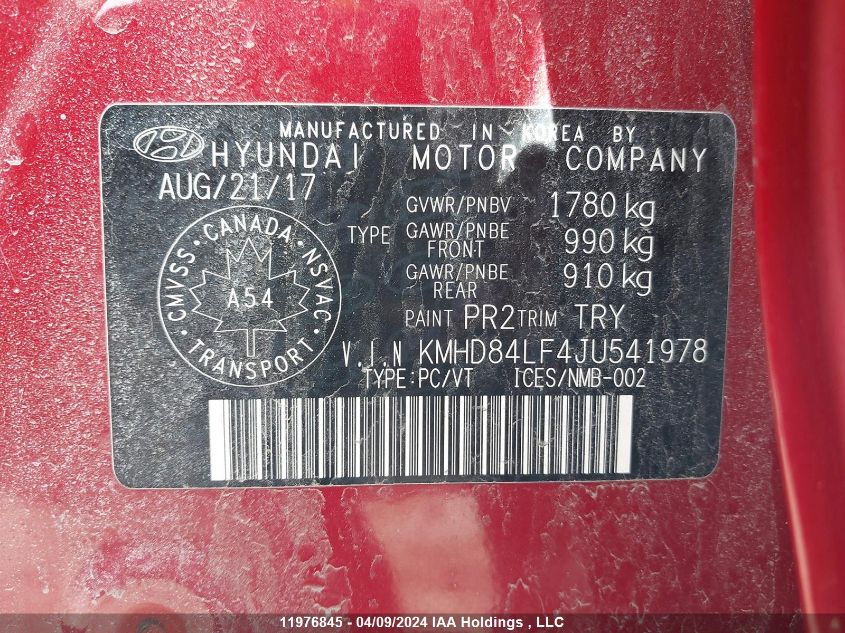 MANUFACTURED IN KOREA BY
HYUNDAI MOTOR COMPANY
AUG/21/17
GVWR/PNBV 1780 kg
TYPE GAWR/PNBE FRONT 990 kg
GAWR/PNBE REAR 910 kg
PAINT PR2 TRIM TRY
CMVSS · CANADA · NSVAC · TRANSPORT ·
A54
V.I.N KMHD84LF4JU541978
TYPE:PC/VT ICES/NMB-002
11976845 - 04/09/2024 IAA Holdings , LLC